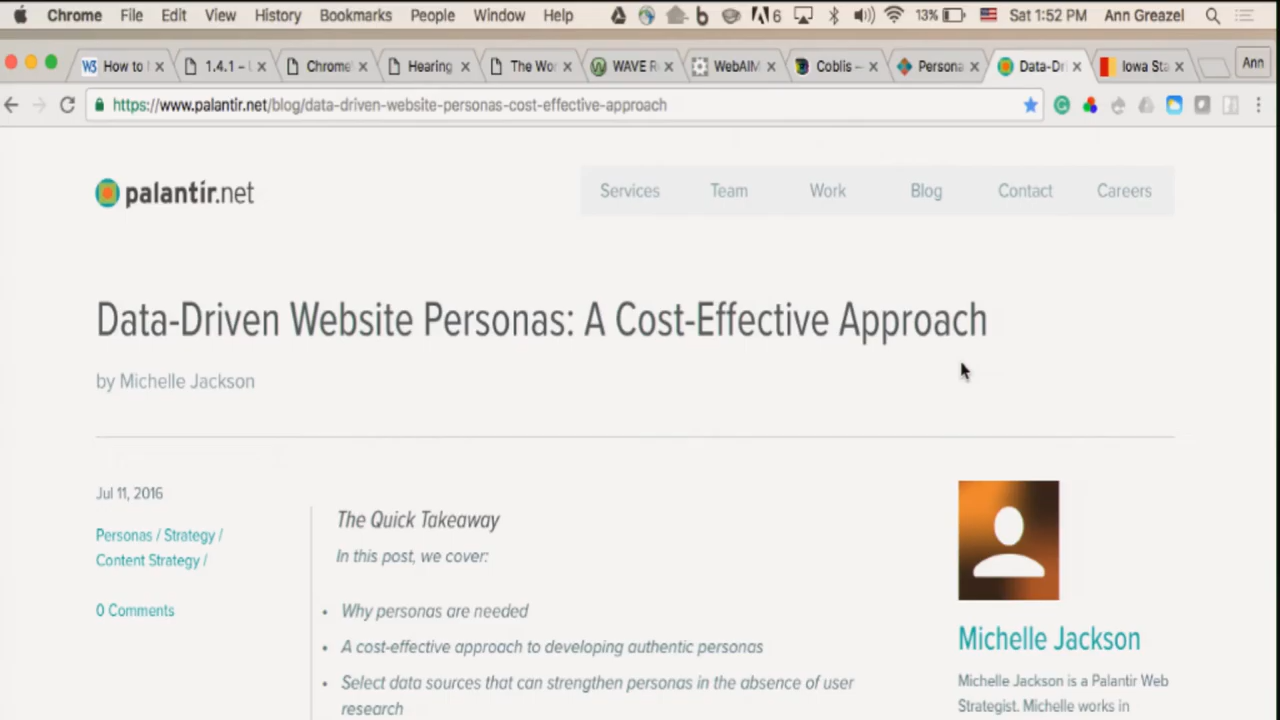 Chrome File Edit View History Bookmarks People Window Help 6 13% Sat 1:52 PM Ann Greazel
W3 How to 1.4.1 – Chrome Hearing The Wo WAVE R WebAIM Coblis – Persona Data-Dri Iowa Sta Ann
https://www.palantir.net/blog/data-driven-website-personas-cost-effective-approach
palantir.net
Services Team Work Blog Contact Careers
Data-Driven Website Personas: A Cost-Effective Approach
by Michelle Jackson
Jul 11, 2016
Personas / Strategy /
Content Strategy /
0 Comments
The Quick Takeaway
In this post, we cover:
• Why personas are needed
• A cost-effective approach to developing authentic personas
• Select data sources that can strengthen personas in the absence of user
research
Michelle Jackson
Michelle Jackson is a Palantir Web
Strategist. Michelle works in